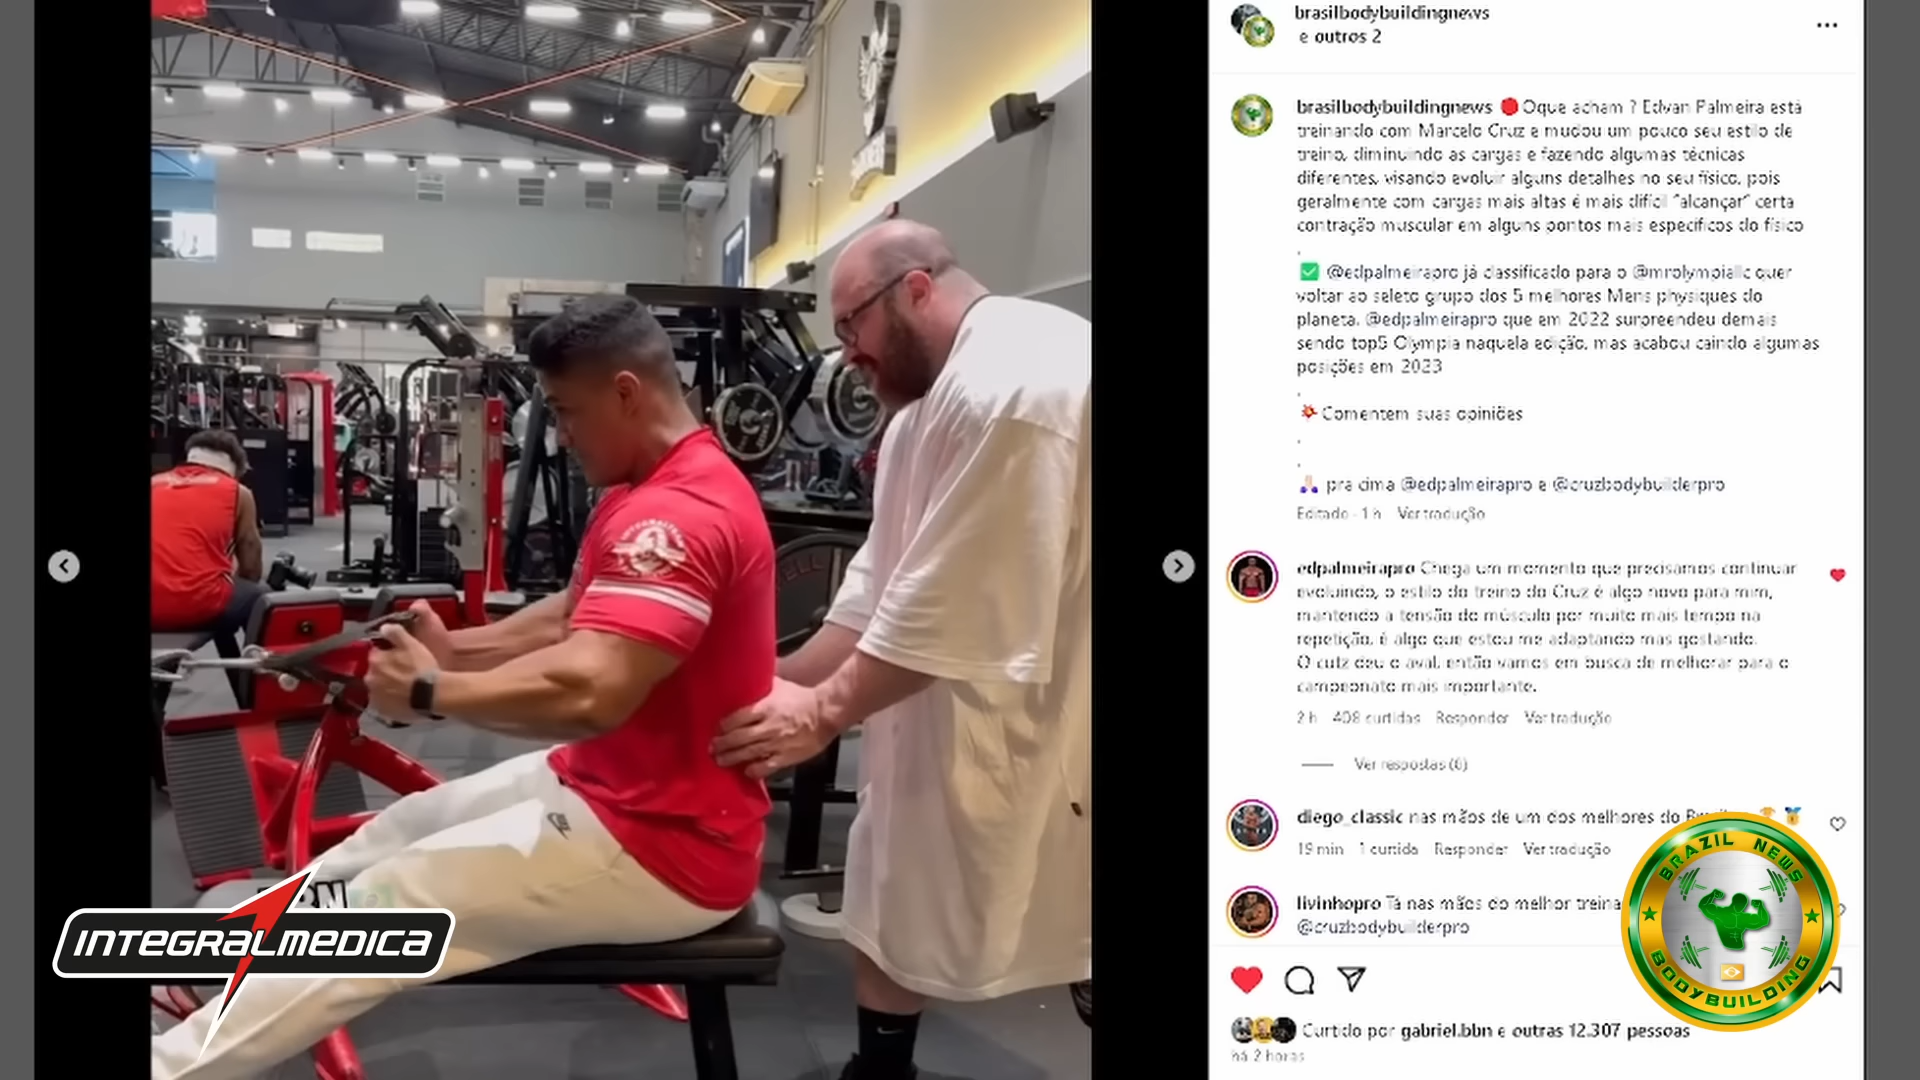 brasilbodybuildingnews
e outros 2
brasilbodybuildingnews 🔴 Oque acham ? Edvan Palmeira está
treinando com Marcelo Cruz e mudou um pouco seu estilo de
treino, diminuindo as cargas e fazendo algumas técnicas
diferentes, visando evoluir alguns detalhes no seu físico, pois
geralmente com cargas mais altas é mais difícil "alcançar" certa
contração muscular em alguns pontos mais específicos do físico
.
✅ @edpalmeirapro já classificado para o @mrolympiallc quer
voltar ao seleto grupo dos 5 melhores Mens physiques do
planeta. @edpalmeirapro que em 2022 surpreendeu demais
sendo top5 Olympia naquela edição, mas acabou caindo algumas
posições em 2023
.
💥Comentem suas opiniões
.
.
🙏🏻 pra cima @edpalmeirapro e @cruzbodybuilderpro
Editado · 1 h Ver tradução
edpalmeirapro Chega um momento que precisamos continuar
evoluindo, o estilo do treino do Cruz é algo novo para mim,
mantendo a tensão do músculo por muito mais tempo na
repetição, é algo que estou me adaptando mas gostando.
O cutz deu o aval, então vamos em busca de melhorar para o
campeonato mais importante.
2 h 408 curtidas Responder Ver tradução
Ver respostas (6)
diego_classic nas mãos de um dos melhores do
19 min 1 curtida Responder Ver tradução
livinhopro Tá nas mãos do melhor
@cruzbodybuilderpro
Curtido por gabriel.bbn e outras 12.307 pessoas
há 2 horas
INTEGRALMEDICA
BRAZIL NEWS
BODYBUILDING